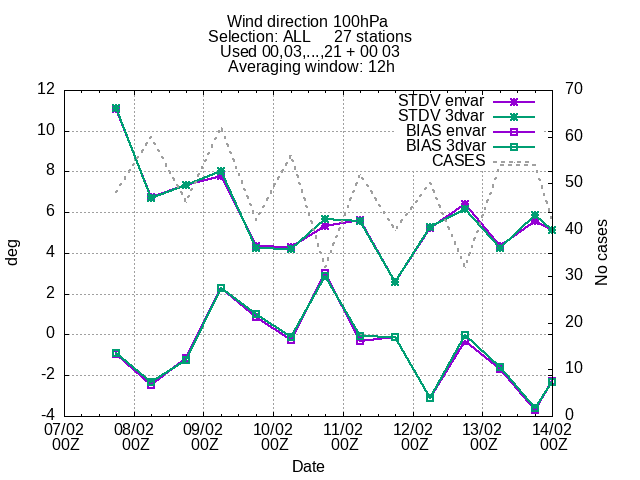 Wind direction 100hPa
Selection: ALL 27 stations
Used 00,03,...,21 + 00 03
Averaging window: 12h
STDV envar
STDV 3dvar
BIAS envar
BIAS 3dvar
CASES
12
10
8
6
4
2
0
-2
-4
deg
70
60
50
40
30
20
10
0
No cases
07/02 08/02 09/02 10/02 11/02 12/02 13/02 14/02
00Z 00Z 00Z 00Z 00Z 00Z 00Z 00Z
Date